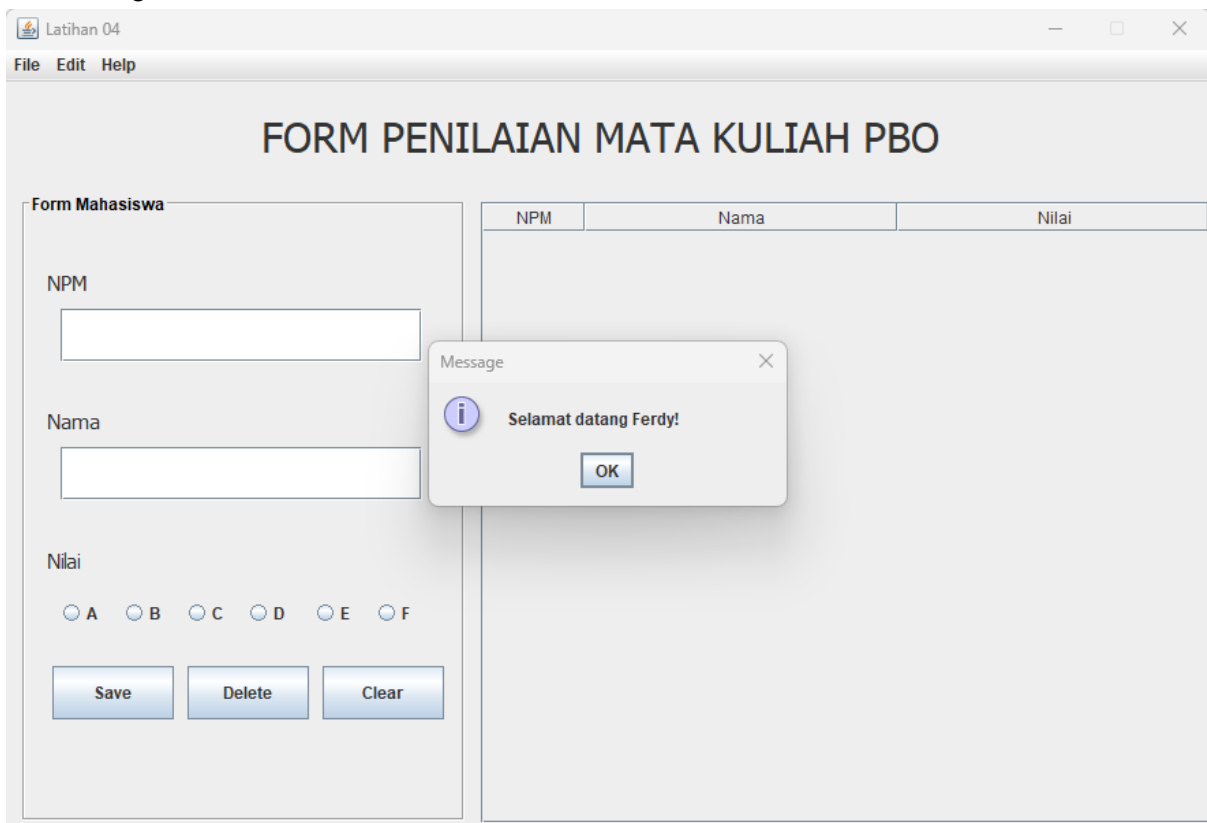 Latihan 04
File Edit Help
FORM PENILAIAN MATA KULIAH PBO
Form Mahasiswa
NPM Nama Nilai
NPM
Message
Selamat datang Ferdy!
OK
Nama
Nilai
A B C D E F
Save Delete Clear